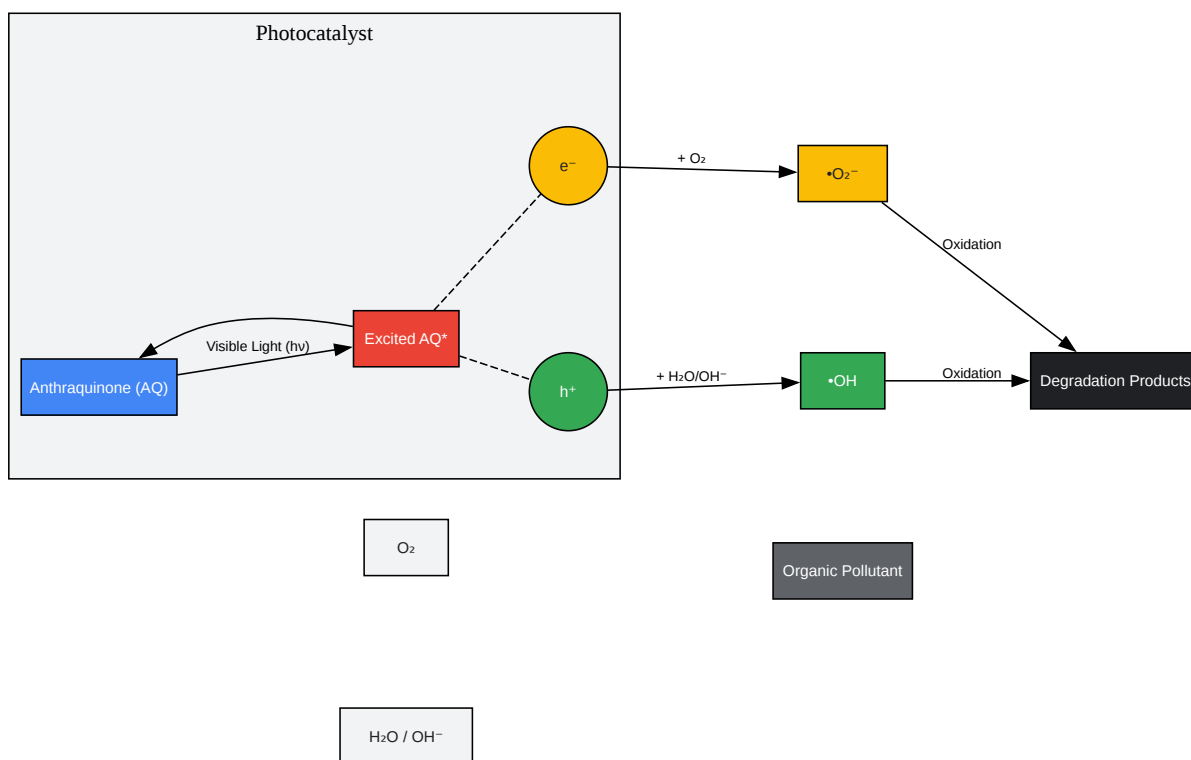 Photocatalyst
e⁻
+ O₂
•O₂⁻
Oxidation
Excited AQ*
Visible Light (hν)
Anthraquinone (AQ)
h⁺
+ H₂O/OH⁻
•OH
Oxidation
Degradation Products
O₂
Organic Pollutant
H₂O / OH⁻